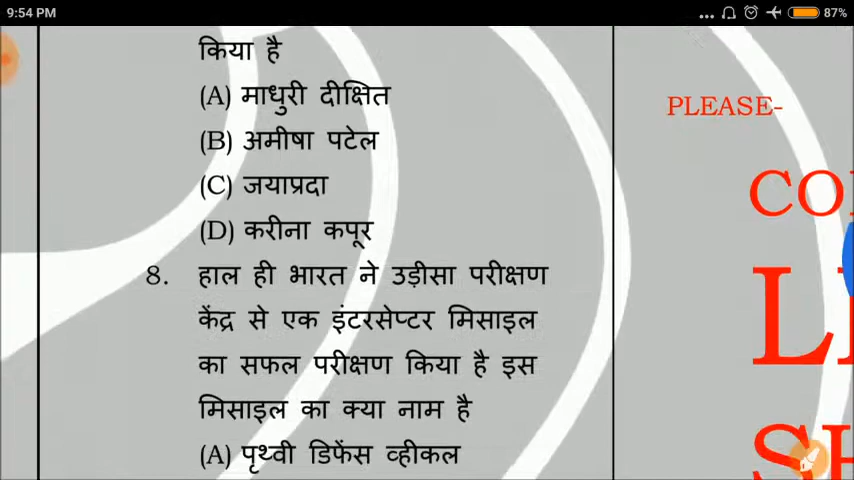 9:54 PM
87%
किया है
(A) माधुरी दीक्षित
(B) अमीषा पटेल
(C) जयाप्रदा
(D) करीना कपूर
8. हाल ही भारत ने उड़ीसा परीक्षण
केंद्र से एक इंटरसेप्टर मिसाइल
का सफल परीक्षण किया है इस
मिसाइल का क्या नाम है
(A) पृथ्वी डिफेंस व्हीकल
PLEASE-